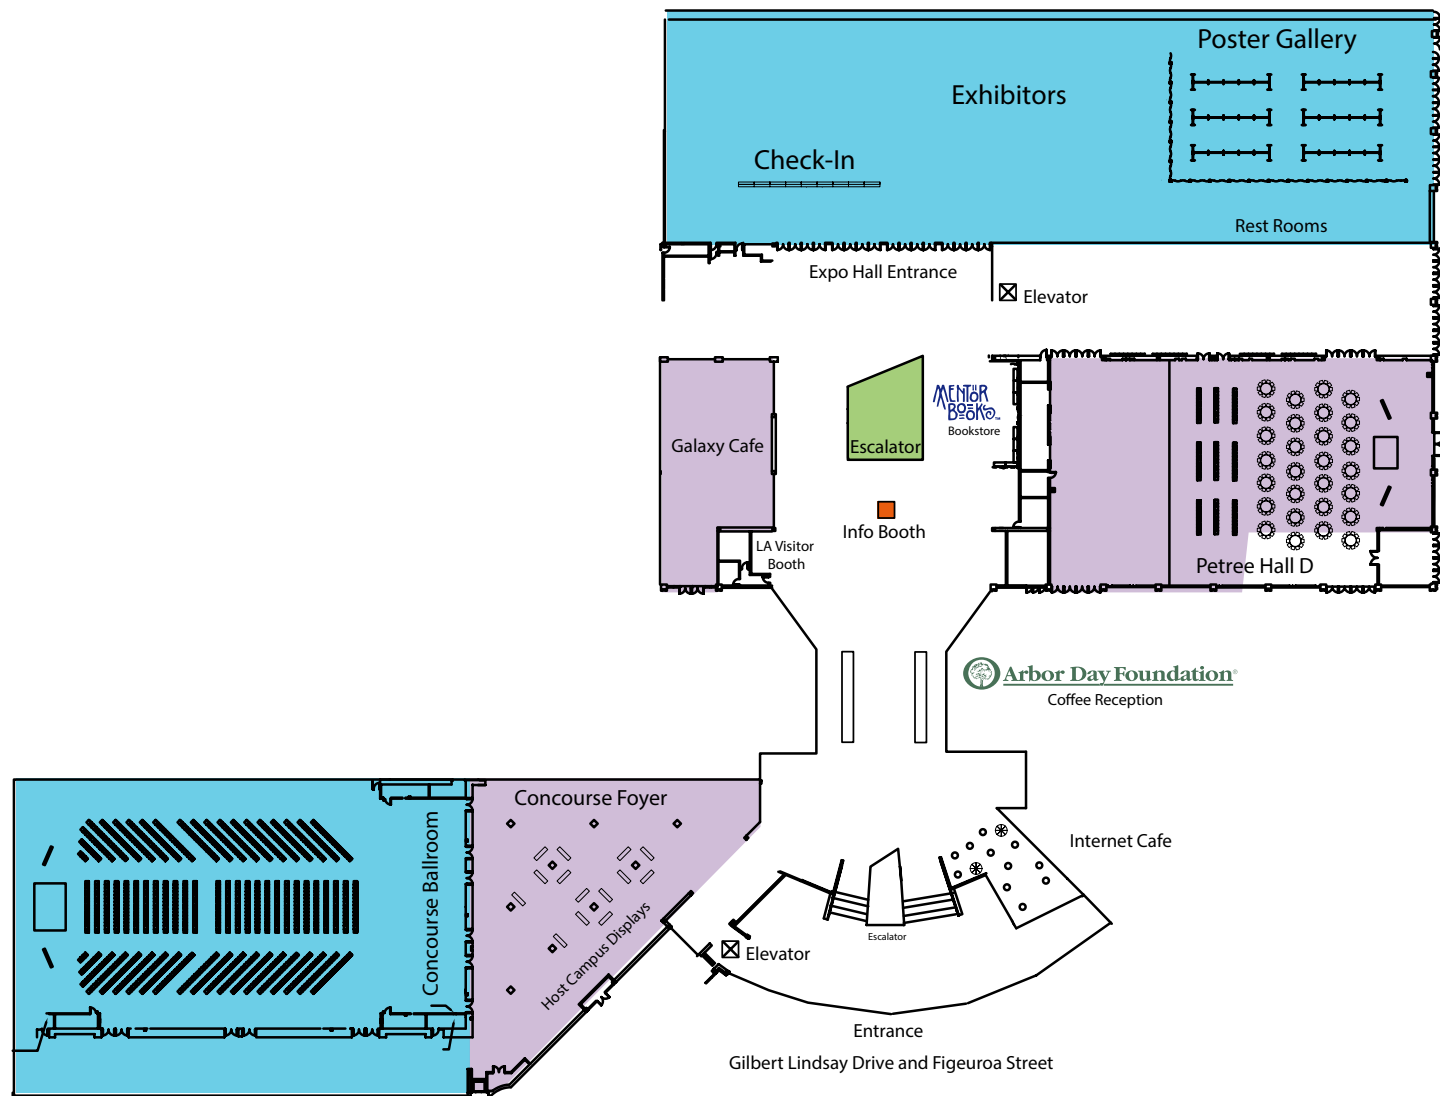 Poster Gallery
Exhibitors
Check-In
Rest Rooms
Expo Hall Entrance
Elevator
MENTOR
BOOKS™
Bookstore
Galaxy Cafe
Escalator
Info Booth
LA Visitor
Booth
Petree Hall D
Arbor Day Foundation®
Coffee Reception
Concourse Foyer
Concourse Ballroom
Host Campus Displays
Internet Cafe
Escalator
Elevator
Entrance
Gilbert Lindsay Drive and Figeuroa Street